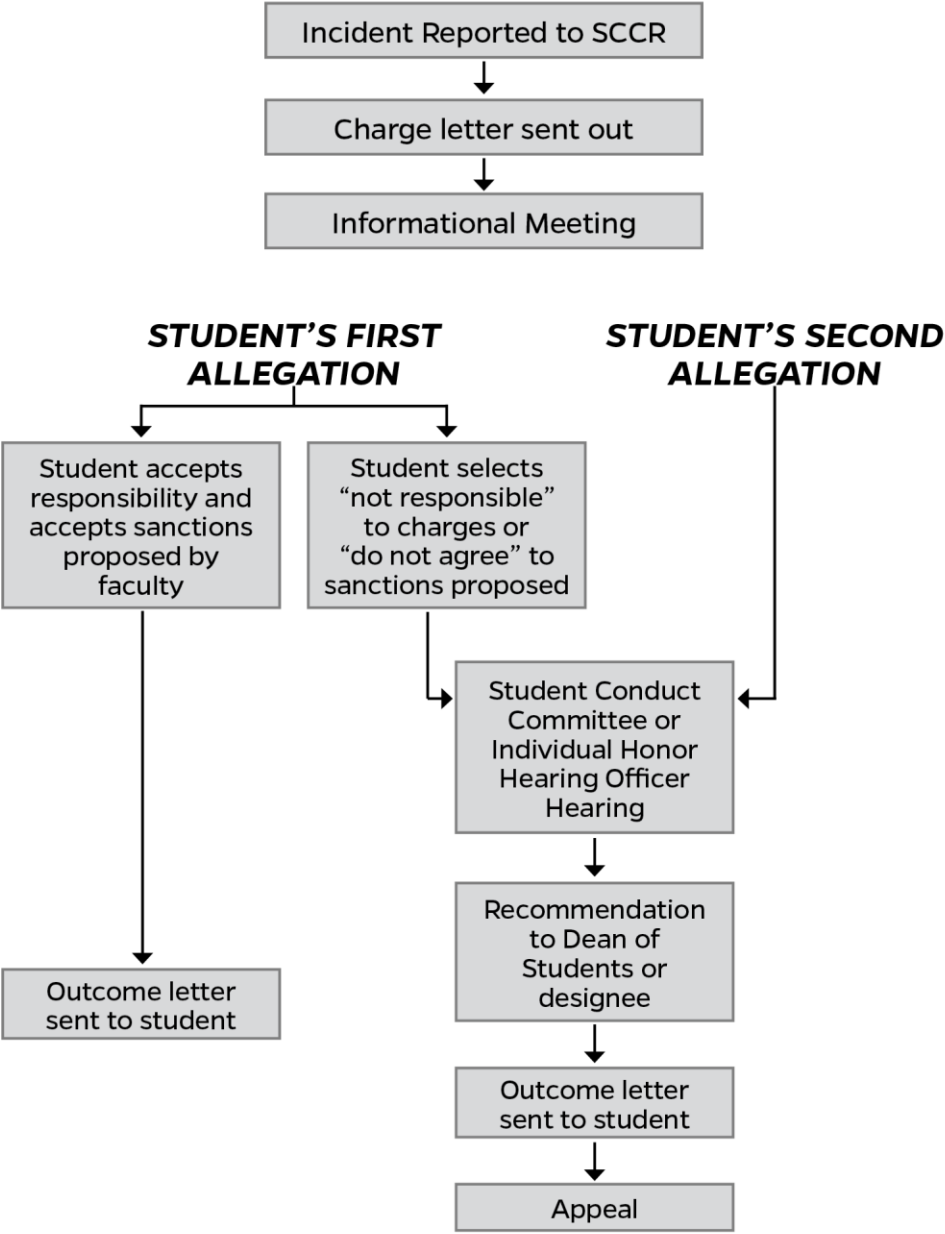 Incident Reported to SCCR
Charge letter sent out
Informational Meeting
STUDENT’S FIRST
ALLEGATION
STUDENT’S SECOND
ALLEGATION
Student accepts
responsibility and
accepts sanctions
proposed by
faculty
Student selects
“not responsible”
to charges or
“do not agree” to
sanctions proposed
Student Conduct
Committee or
Individual Honor
Hearing Officer
Hearing
Recommendation
to Dean of
Students or
designee
Outcome letter
sent to student
Outcome letter
sent to student
Appeal